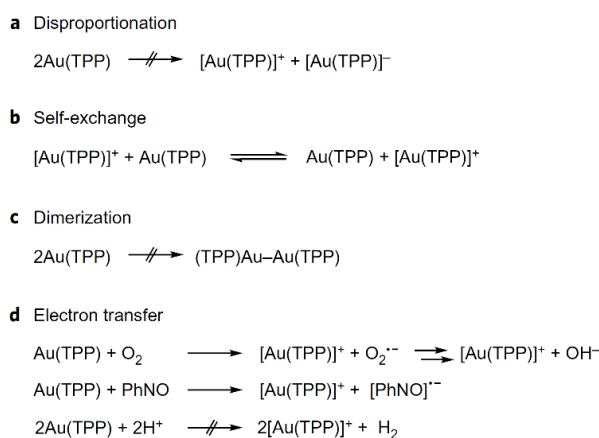 a Disproportionation
2Au(TPP) [Au(TPP)]⁺ + [Au(TPP)]⁻
b Self-exchange
[Au(TPP)]⁺ + Au(TPP) ⇌ Au(TPP) + [Au(TPP)]⁺
c Dimerization
2Au(TPP) (TPP)Au–Au(TPP)
d Electron transfer
Au(TPP) + O₂ → [Au(TPP)]⁺ + O₂•⁻ [Au(TPP)]⁺ + OH⁻
Au(TPP) + PhNO → [Au(TPP)]⁺ + [PhNO]•⁻
2Au(TPP) + 2H⁺ 2[Au(TPP)]⁺ + H₂